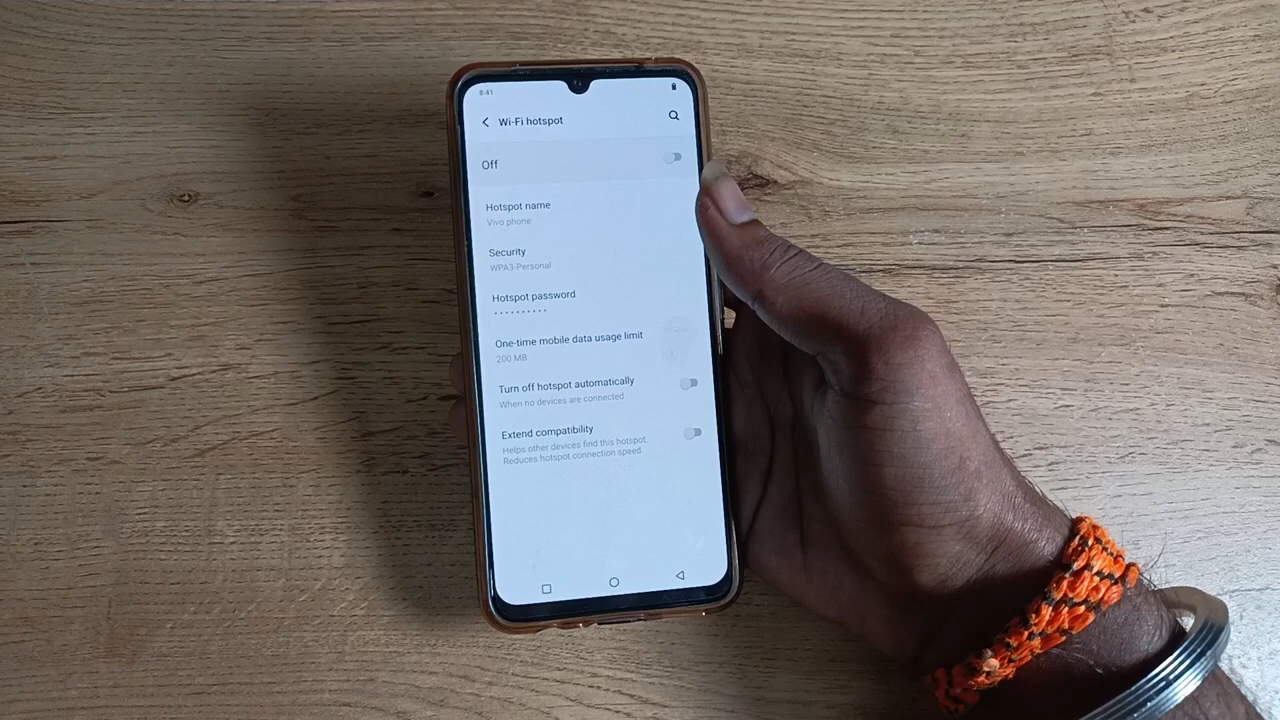 8:41
Wi-Fi hotspot
Off
Hotspot name
Vivo phone
Security
WPA3-Personal
Hotspot password
••••••••••
One-time mobile data usage limit
200 MB
Turn off hotspot automatically
When no devices are connected
Extend compatibility
Helps other devices find this hotspot.
Reduces hotspot connection speed.